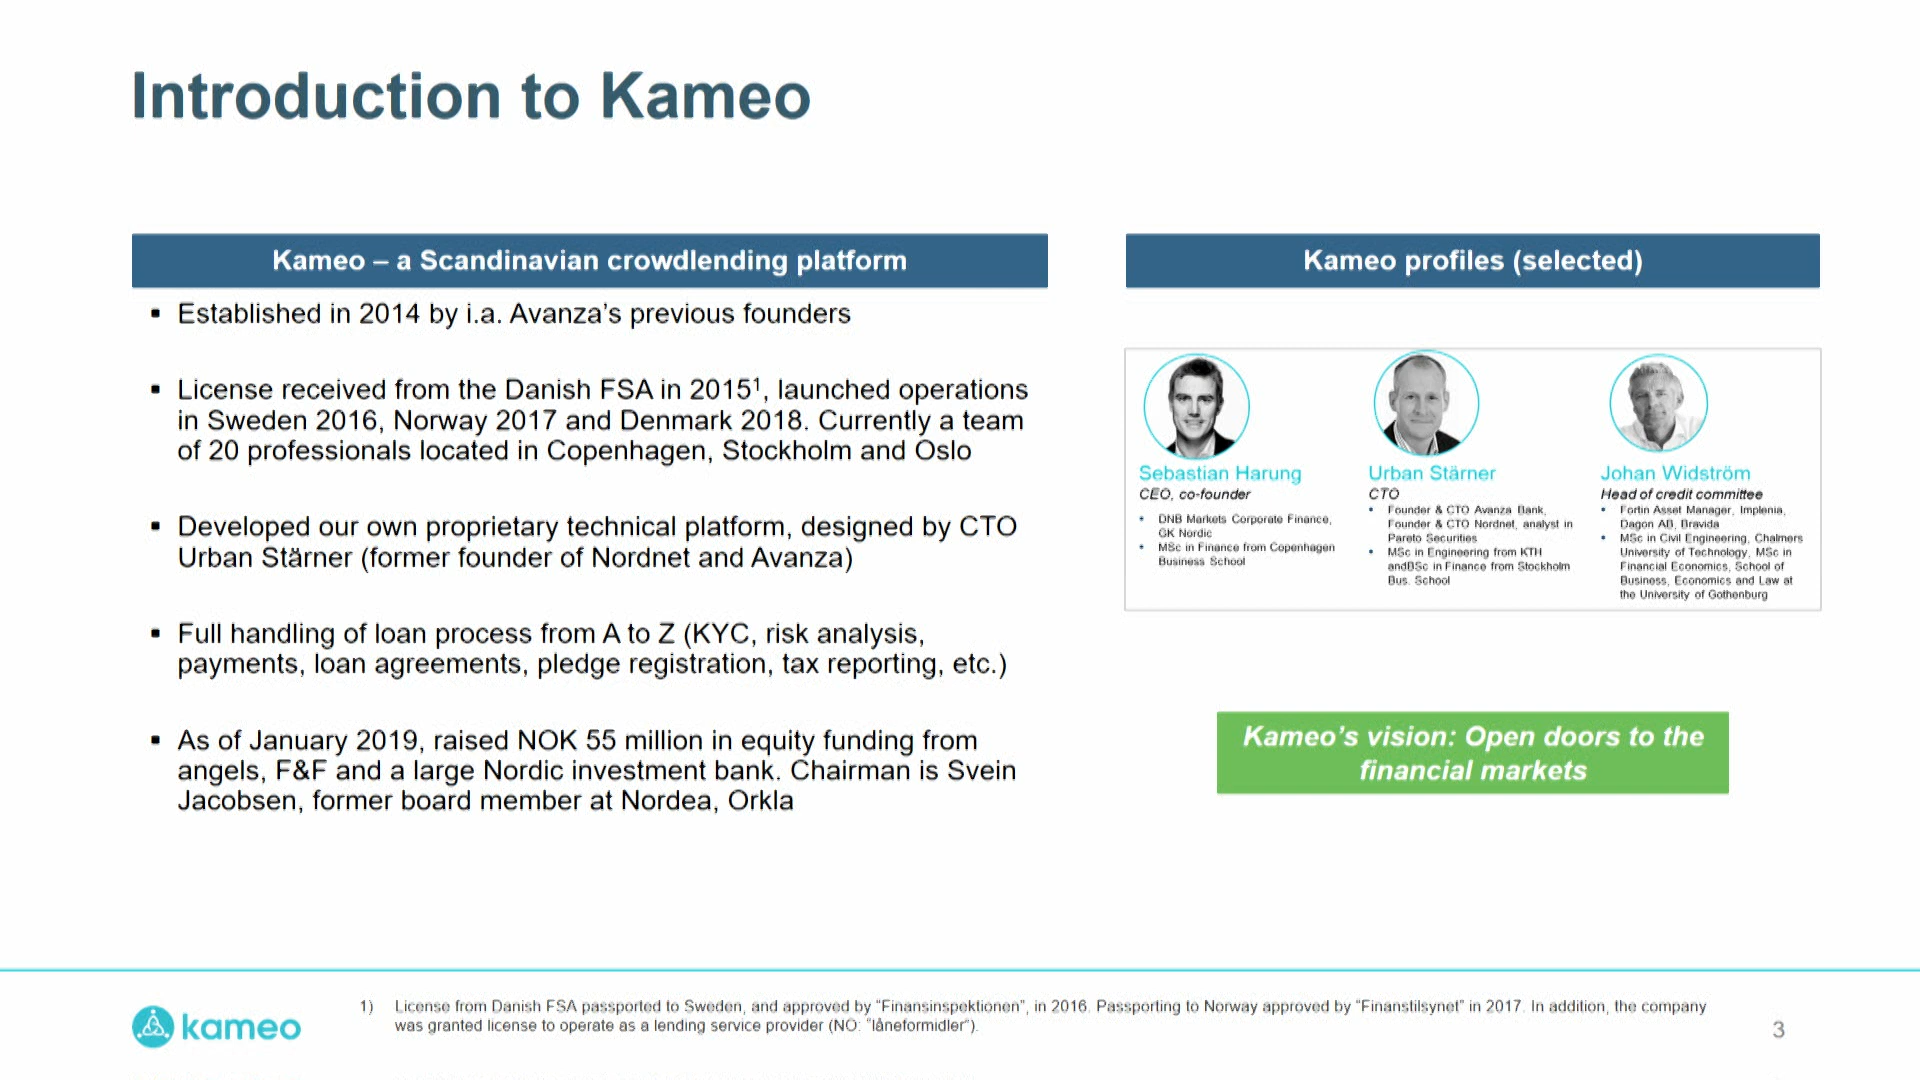 Introduction to Kameo
Kameo – a Scandinavian crowdlending platform
▪ Established in 2014 by i.a. Avanza’s previous founders
▪ License received from the Danish FSA in 2015¹, launched operations
in Sweden 2016, Norway 2017 and Denmark 2018. Currently a team
of 20 professionals located in Copenhagen, Stockholm and Oslo
▪ Developed our own proprietary technical platform, designed by CTO
Urban Stärner (former founder of Nordnet and Avanza)
▪ Full handling of loan process from A to Z (KYC, risk analysis,
payments, loan agreements, pledge registration, tax reporting, etc.)
▪ As of January 2019, raised NOK 55 million in equity funding from
angels, F&F and a large Nordic investment bank. Chairman is Svein
Jacobsen, former board member at Nordea, Orkla
Kameo profiles (selected)
Sebastian Harung
CEO, co-founder
• DNB Markets Corporate Finance,
GK Nordic
• MSc in Finance from Copenhagen
Business School
Urban Stärner
CTO
• Founder & CTO Avanza Bank,
Founder & CTO Nordnet, analyst in
Pareto Securities
• MSc in Engineering from KTH
andBSc in Finance from Stockholm
Bus. School
Johan Widström
Head of credit committee
• Fortin Asset Manager, Implenia,
Dagon AB, Bravida
• MSc in Civil Engineering, Chalmers
University of Technology, MSc in
Financial Economics, School of
Business, Economics and Law at
the University of Gothenburg
Kameo’s vision: Open doors to the
financial markets
kameo
1) License from Danish FSA passported to Sweden, and approved by “Finansinspektionen”, in 2016. Passporting to Norway approved by “Finanstilsynet” in 2017. In addition, the company
was granted license to operate as a lending service provider (NO: “låneformidler”).
3